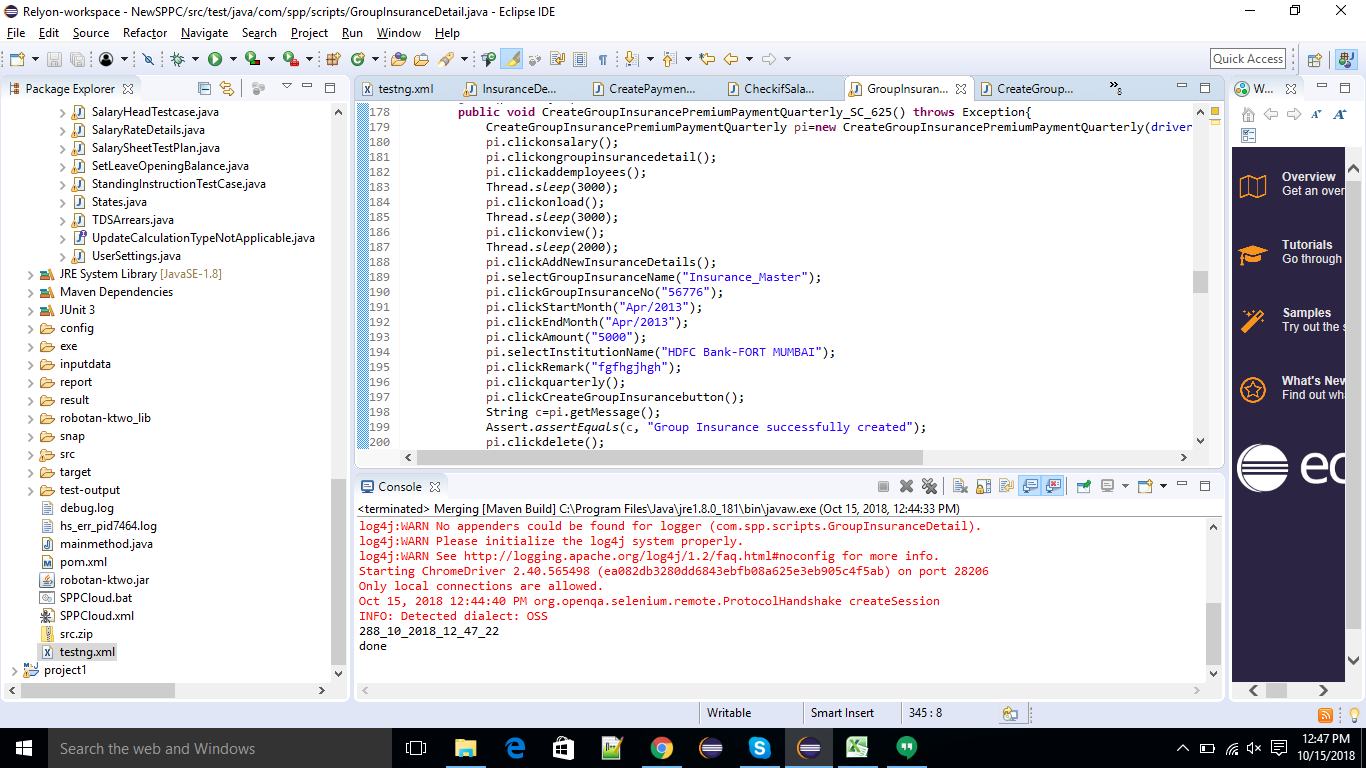 Relyon-workspace - NewSPPC/src/test/java/com/spp/scripts/GroupInsuranceDetail.java - Eclipse IDE
File Edit Source Refactor Navigate Search Project Run Window Help
Quick Access
Package Explorer
SalaryHeadTestcase.java
SalaryRateDetails.java
SalarySheetTestPlan.java
SetLeaveOpeningBalance.java
StandingInstructionTestCase.java
States.java
TDSArrears.java
UpdateCalculationTypeNotApplicable.java
UserSettings.java
JRE System Library [JavaSE-1.8]
Maven Dependencies
JUnit 3
config
exe
inputdata
report
result
robotan-ktwo_lib
snap
src
target
test-output
debug.log
hs_err_pid7464.log
mainmethod.java
pom.xml
robotan-ktwo.jar
SPPCloud.bat
SPPCloud.xml
src.zip
testng.xml
project1
testng.xml InsuranceDe... CreatePaymen... CheckifSala... GroupInsuran... CreateGroup... »8
178 public void CreateGroupInsurancePremiumPaymentQuarterly_SC_625() throws Exception{
179 CreateGroupInsurancePremiumPaymentQuarterly pi=new CreateGroupInsurancePremiumPaymentQuarterly(driver
180 pi.clickonsalary();
181 pi.clickongroupinsurancedetail();
182 pi.clickaddemployees();
183 Thread.sleep(3000);
184 pi.clickonload();
185 Thread.sleep(3000);
186 pi.clickonview();
187 Thread.sleep(2000);
188 pi.clickAddNewInsuranceDetails();
189 pi.selectGroupInsuranceName("Insurance_Master");
190 pi.clickGroupInsuranceNo("56776");
191 pi.clickStartMonth("Apr/2013");
192 pi.clickEndMonth("Apr/2013");
193 pi.clickAmount("5000");
194 pi.selectInstitutionName("HDFC Bank-FORT MUMBAI");
195 pi.clickRemark("fgfhgjhgh");
196 pi.clickquarterly();
197 pi.clickCreateGroupInsurancebutton();
198 String c=pi.getMessage();
199 Assert.assertEquals(c, "Group Insurance successfully created");
200 pi.clickdelete();
Console
<terminated> Merging [Maven Build] C:\Program Files\Java\jre1.8.0_181\bin\javaw.exe (Oct 15, 2018, 12:44:33 PM)
log4j:WARN No appenders could be found for logger (com.spp.scripts.GroupInsuranceDetail).
log4j:WARN Please initialize the log4j system properly.
log4j:WARN See http://logging.apache.org/log4j/1.2/faq.html#noconfig for more info.
Starting ChromeDriver 2.40.565498 (ea082db3280dd6843ebfb08a625e3eb905c4f5ab) on port 28206
Only local connections are allowed.
Oct 15, 2018 12:44:40 PM org.openqa.selenium.remote.ProtocolHandshake createSession
INFO: Detected dialect: OSS
288_10_2018_12_47_22
done
W...
Overview
Get an over
Tutorials
Go through
Samples
Try out the s
What's New
Find out wh
ec
Writable Smart Insert 345 : 8
Search the web and Windows
12:47 PM
10/15/2018